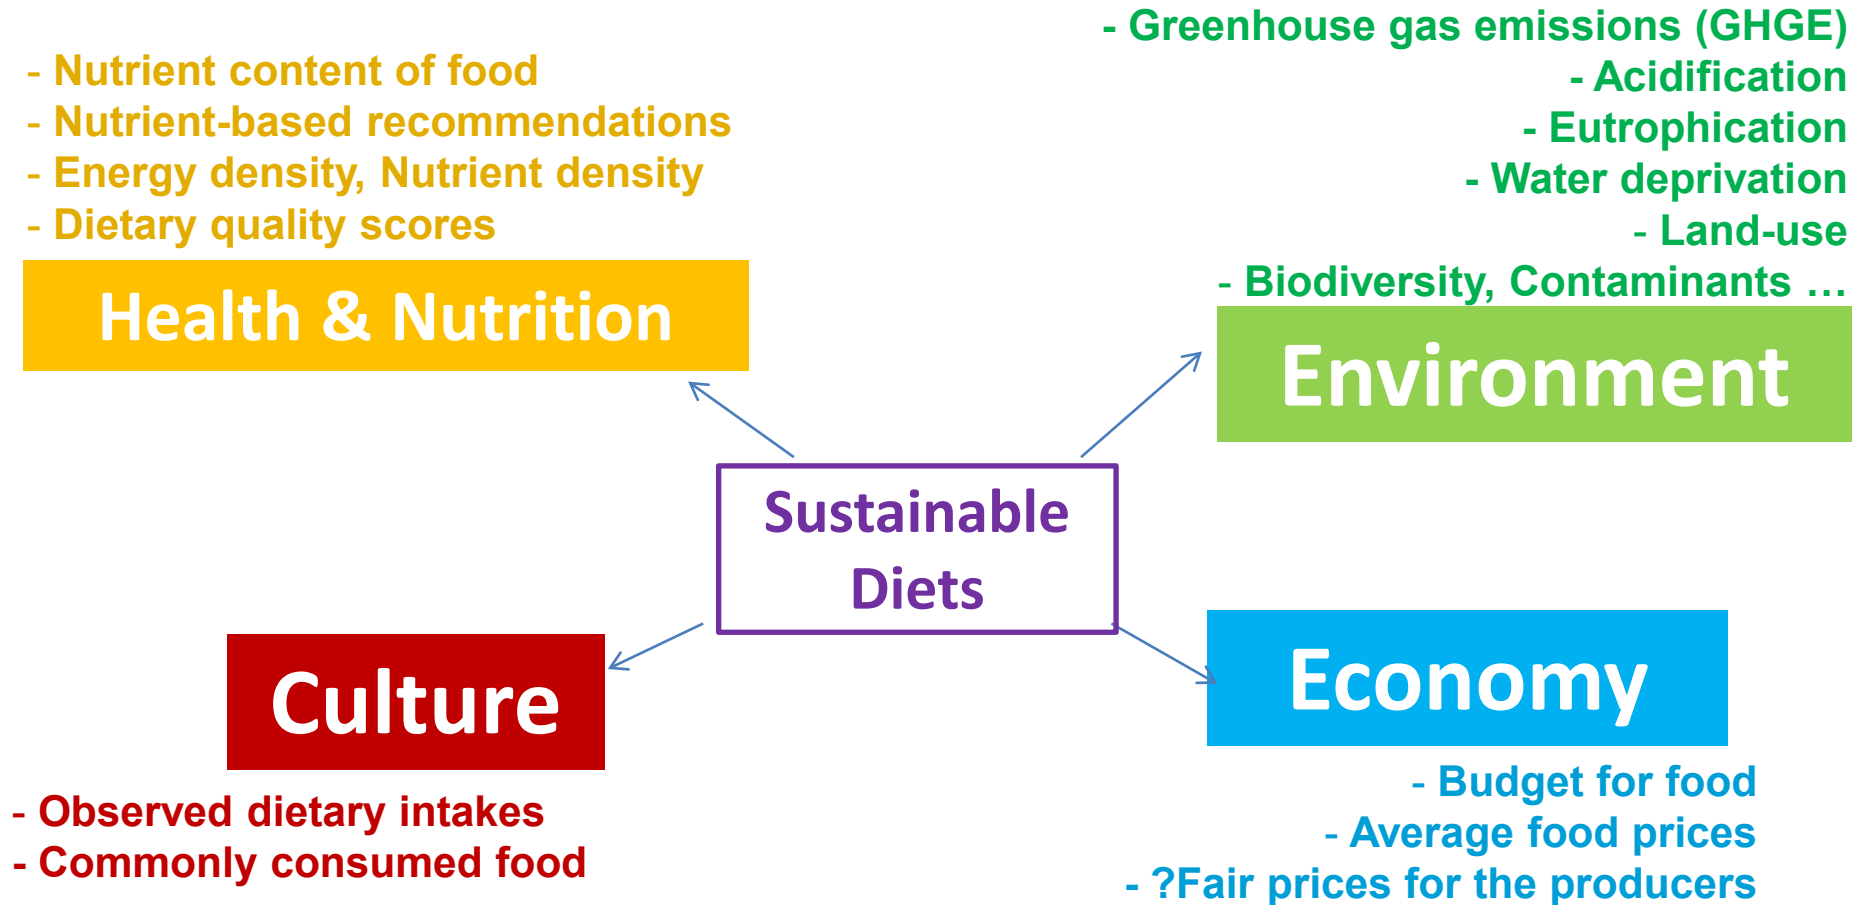 - Nutrient content of food
- Nutrient-based recommendations
- Energy density, Nutrient density
- Dietary quality scores
Health & Nutrition
- Greenhouse gas emissions (GHGE)
- Acidification
- Eutrophication
- Water deprivation
- Land-use
- Biodiversity, Contaminants …
Environment
Sustainable
Diets
Culture
- Observed dietary intakes
- Commonly consumed food
Economy
- Budget for food
- Average food prices
- ?Fair prices for the producers